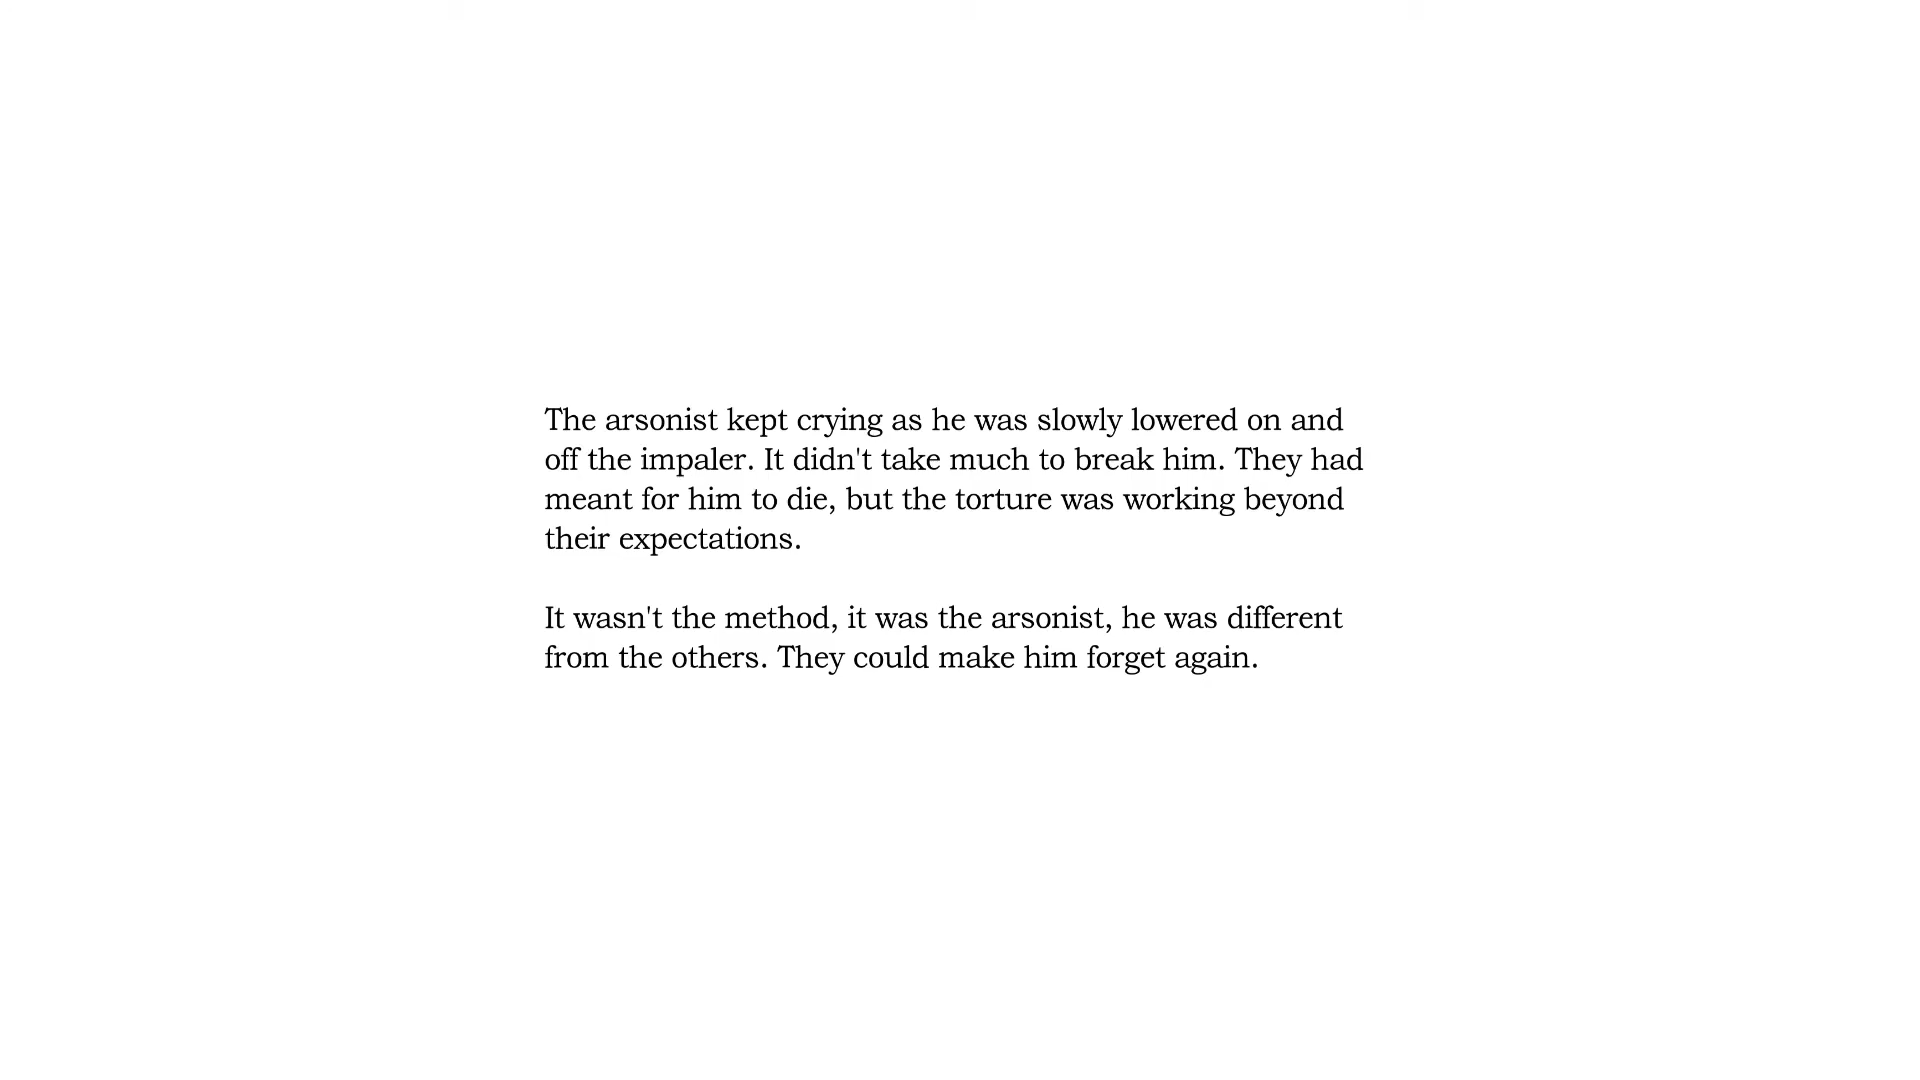 The arsonist kept crying as he was slowly lowered on and
off the impaler. It didn't take much to break him. They had
meant for him to die, but the torture was working beyond
their expectations.
It wasn't the method, it was the arsonist, he was different
from the others. They could make him forget again.